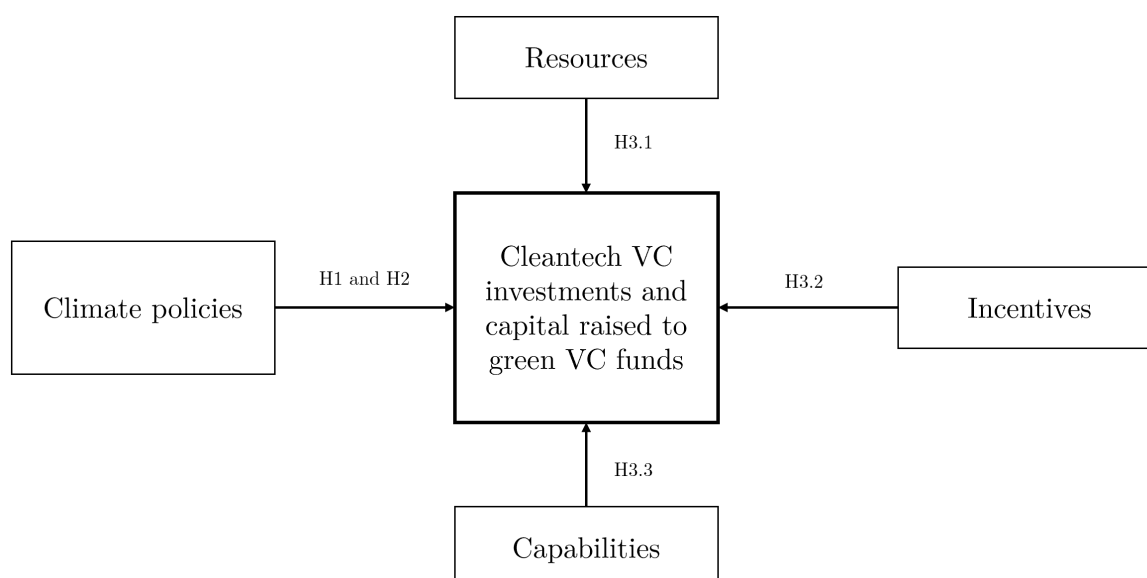 Resources
H3.1
Climate policies
H1 and H2
Cleantech VC
investments and
capital raised to
green VC funds
H3.2
Incentives
H3.3
Capabilities